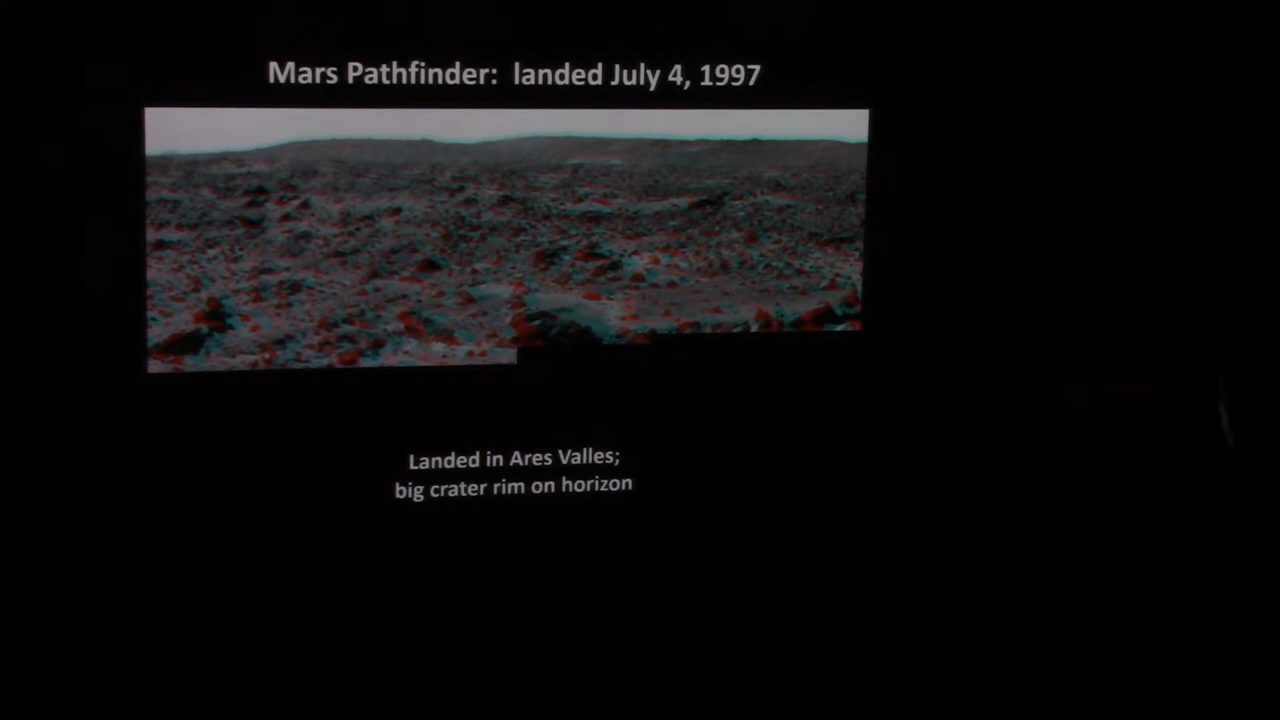 Mars Pathfinder: landed July 4, 1997
Landed in Ares Valles;
big crater rim on horizon